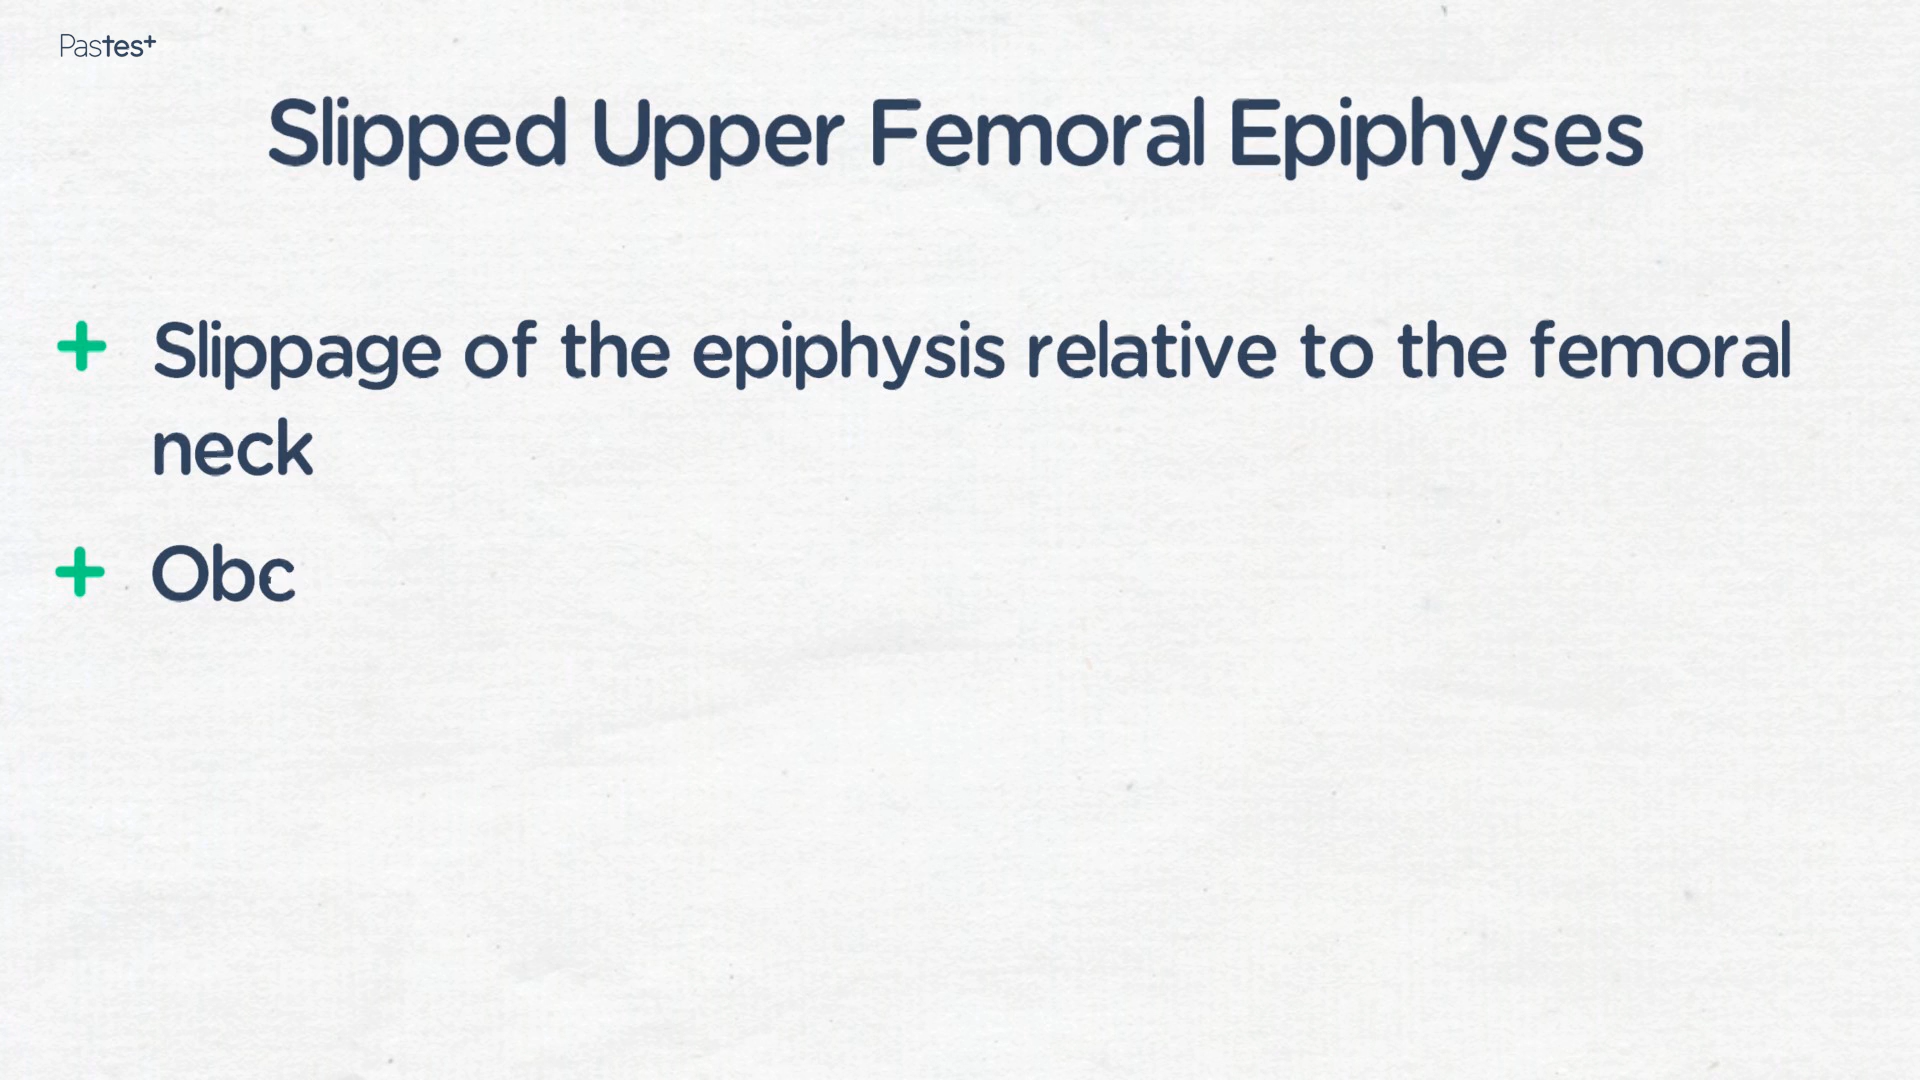 Pastes+
Slipped Upper Femoral Epiphyses
+ Slippage of the epiphysis relative to the femoral
neck
+ Obc